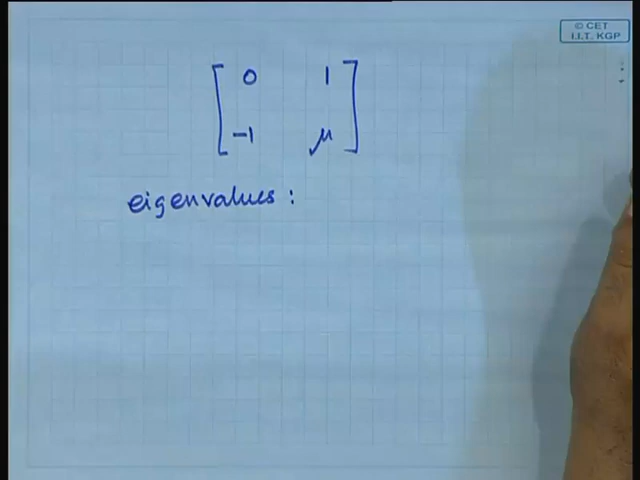 © CET
I.I.T. KGP
0 1
-1 μ
eigenvalues :